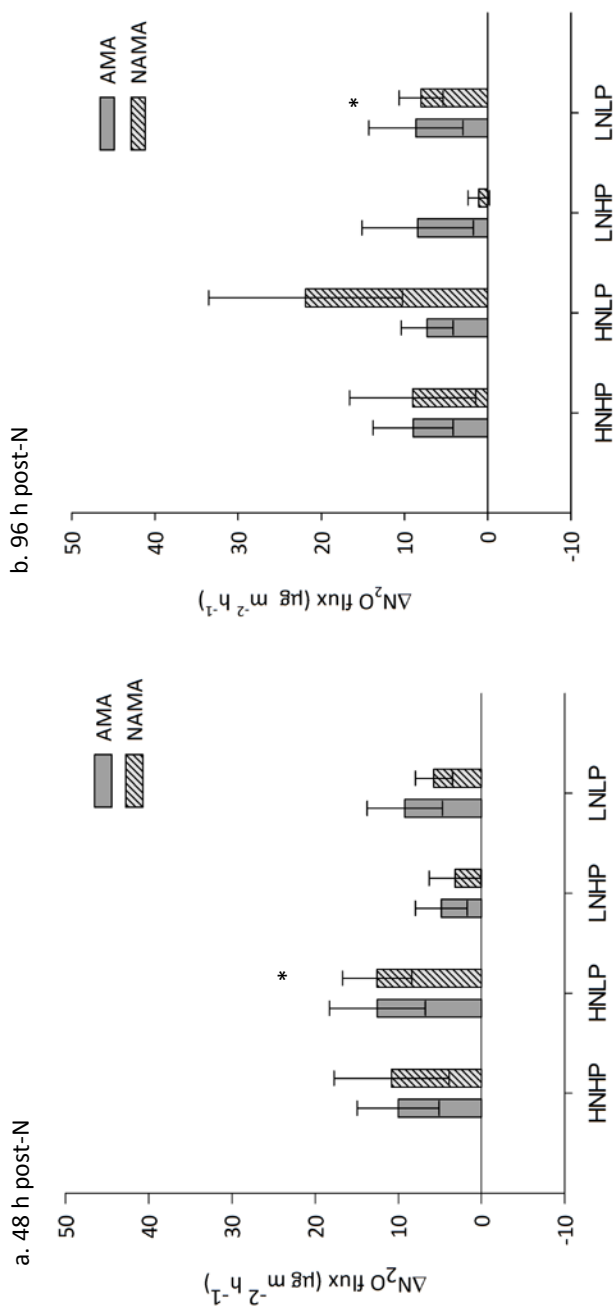 a. 48 h post-N
AMA
NAMA
50
40
30
20
10
0
-10
ΔN₂O flux (µg m⁻² h⁻¹)
*
HNHP
HNLP
LNHP
LNLP
b. 96 h post-N
AMA
NAMA
50
40
30
20
10
0
-10
ΔN₂O flux (µg m⁻² h⁻¹)
*
HNHP
HNLP
LNHP
LNLP